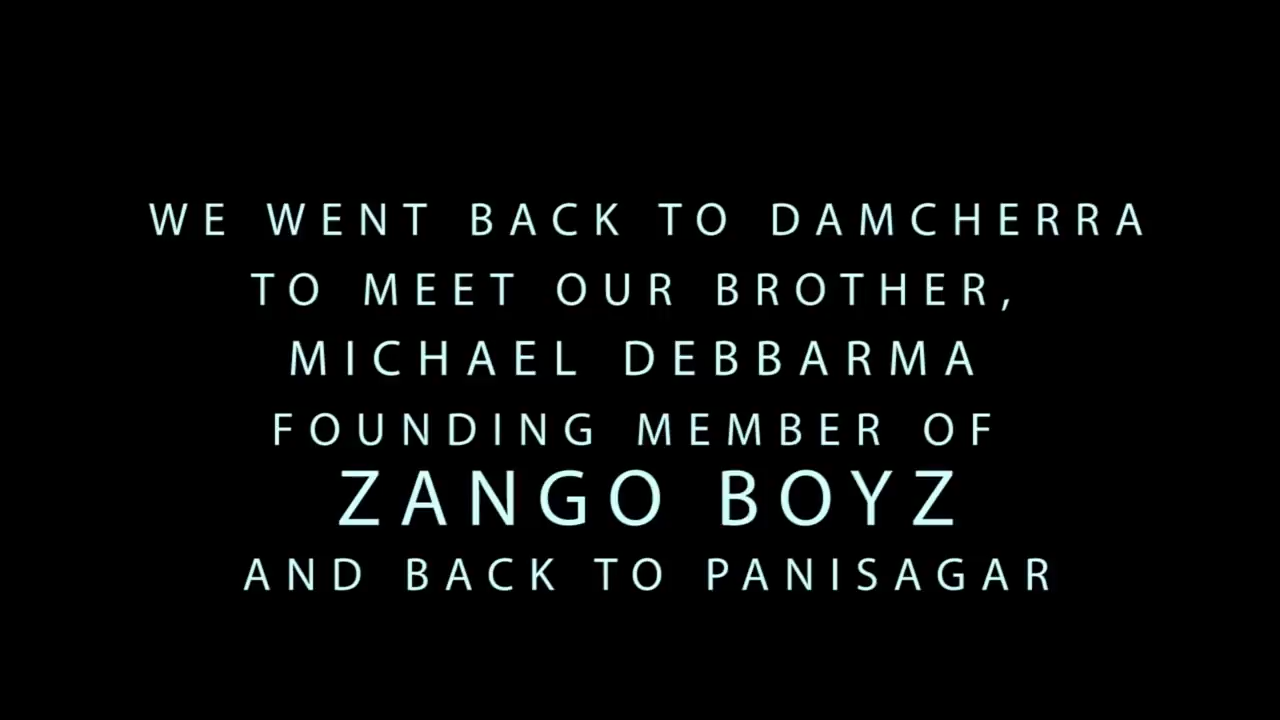 WE WENT BACK TO DAMCHERRA
TO MEET OUR BROTHER,
MICHAEL DEBBARMA
FOUNDING MEMBER OF
ZANGO BOYZ
AND BACK TO PANISAGAR